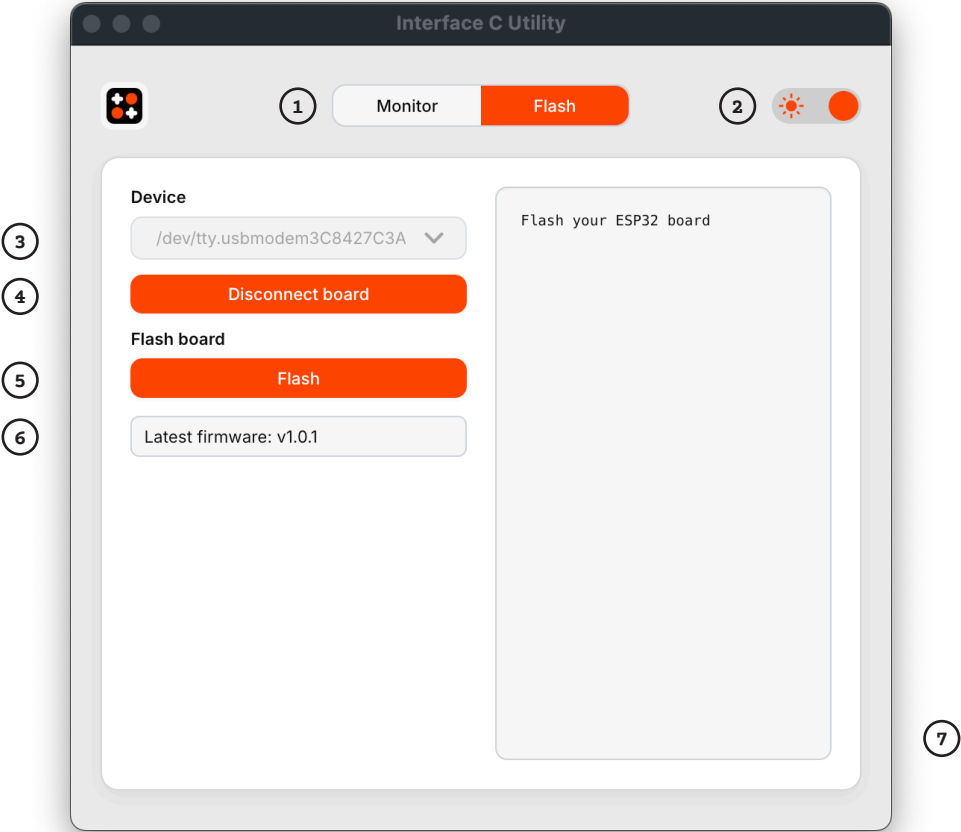 Interface C Utility
1
Monitor
Flash
2
Device
Flash your ESP32 board
3
/dev/tty.usbmodem3C8427C3A
4
Disconnect board
Flash board
5
Flash
6
Latest firmware: v1.0.1
7